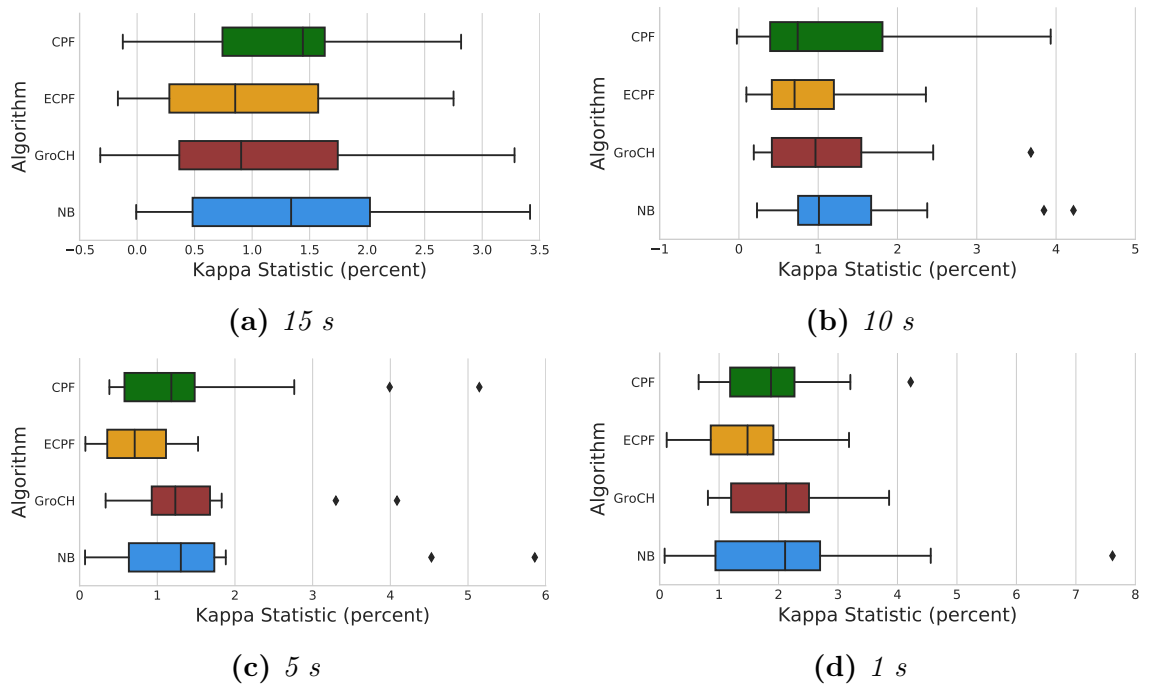 CPF
ECPF
GroCH
NB
Algorithm
−0.5 0.0 0.5 1.0 1.5 2.0 2.5 3.0 3.5
Kappa Statistic (percent)
(a) 15 s
CPF
ECPF
GroCH
NB
Algorithm
−1 0 1 2 3 4 5
Kappa Statistic (percent)
(b) 10 s
CPF
ECPF
GroCH
NB
Algorithm
0 1 2 3 4 5 6
Kappa Statistic (percent)
(c) 5 s
CPF
ECPF
GroCH
NB
Algorithm
0 1 2 3 4 5 6 7 8
Kappa Statistic (percent)
(d) 1 s